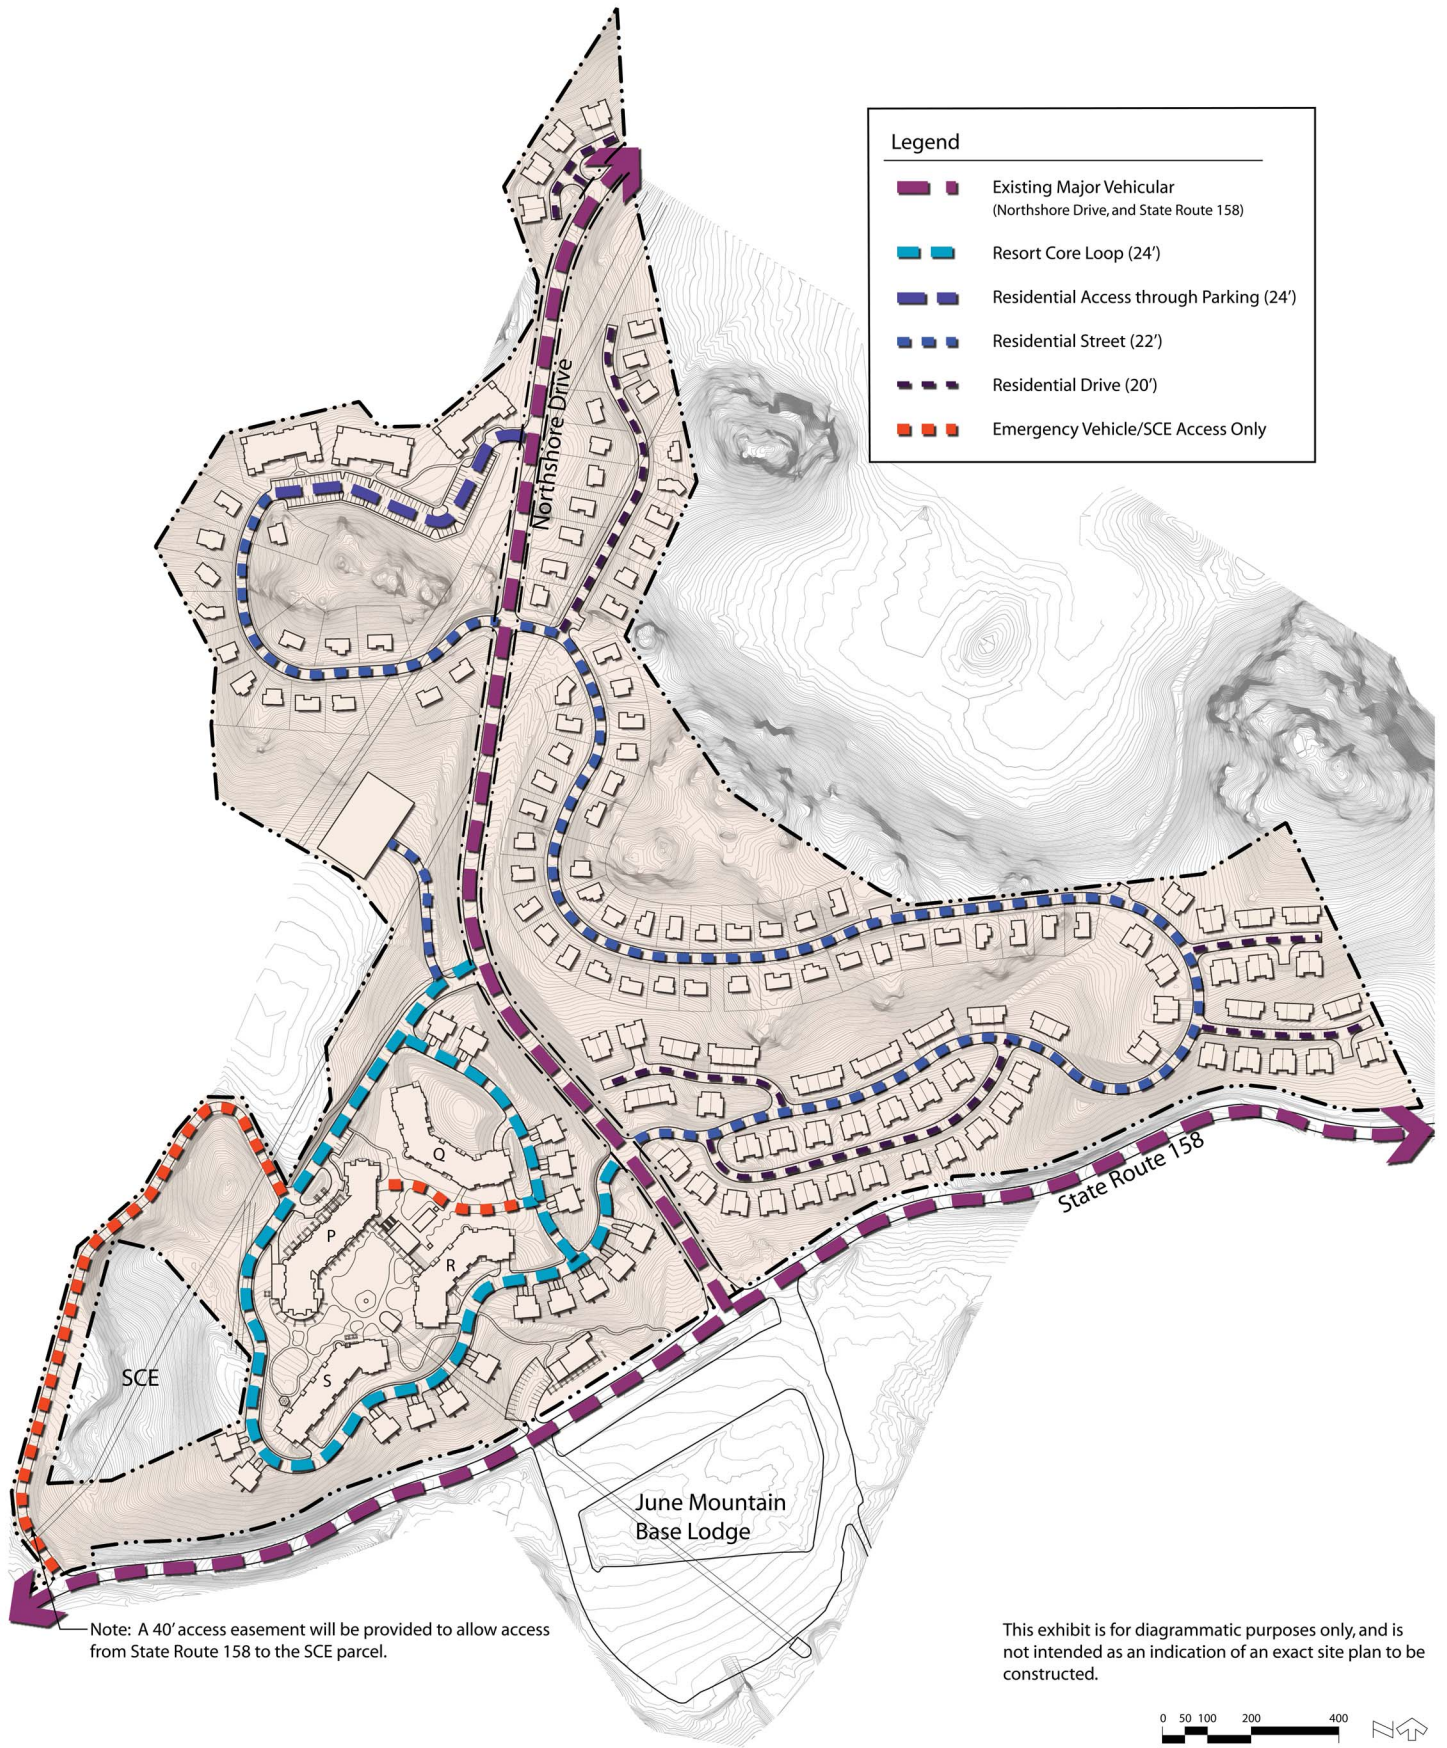 Legend
Existing Major Vehicular
(Northshore Drive, and State Route 158)
Resort Core Loop (24’)
Residential Access through Parking (24’)
Residential Street (22’)
Residential Drive (20’)
Emergency Vehicle/SCE Access Only
Northshore Drive
State Route 158
Q
P
R
S
SCE
June Mountain
Base Lodge
Note: A 40’ access easement will be provided to allow access
from State Route 158 to the SCE parcel.
This exhibit is for diagrammatic purposes only, and is
not intended as an indication of an exact site plan to be
constructed.
0 50 100 200 400
N